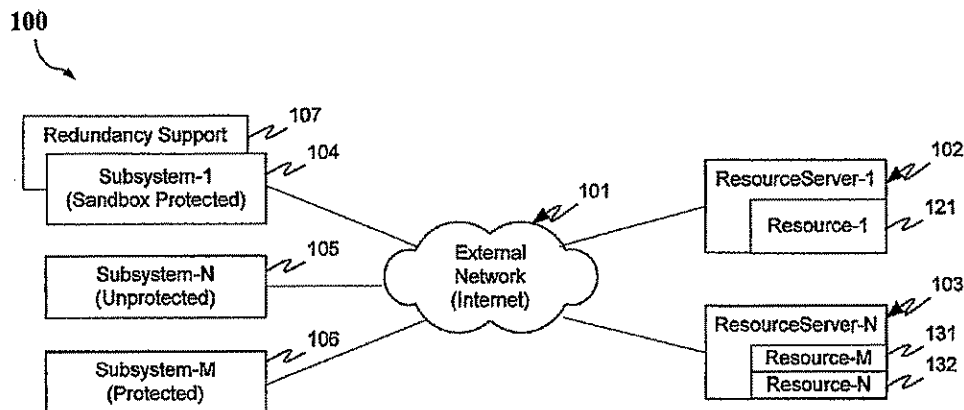 100
Redundancy Support
107
Subsystem-1
(Sandbox Protected)
104
Subsystem-N
(Unprotected)
105
Subsystem-M
(Protected)
106
External
Network
(Internet)
101
ResourceServer-1
102
Resource-1
121
ResourceServer-N
103
Resource-M
131
Resource-N
132